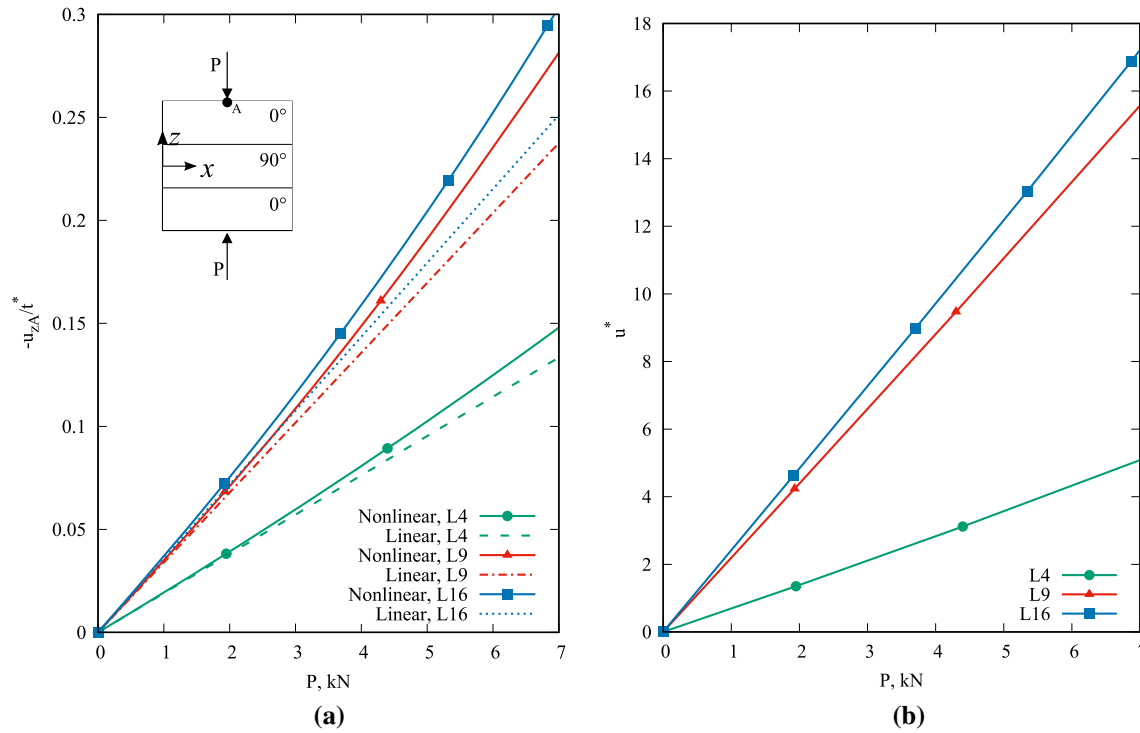 0.3
0.25
0.2
0.15
0.1
0.05
0
-u_zA/t*
0 1 2 3 4 5 6 7
P, kN
P
A
0°
z
90°
x
0°
P
Nonlinear, L4
Linear, L4
Nonlinear, L9
Linear, L9
Nonlinear, L16
Linear, L16
(a)
18
16
14
12
10
8
6
4
2
0
u*
0 1 2 3 4 5 6 7
P, kN
L4
L9
L16
(b)